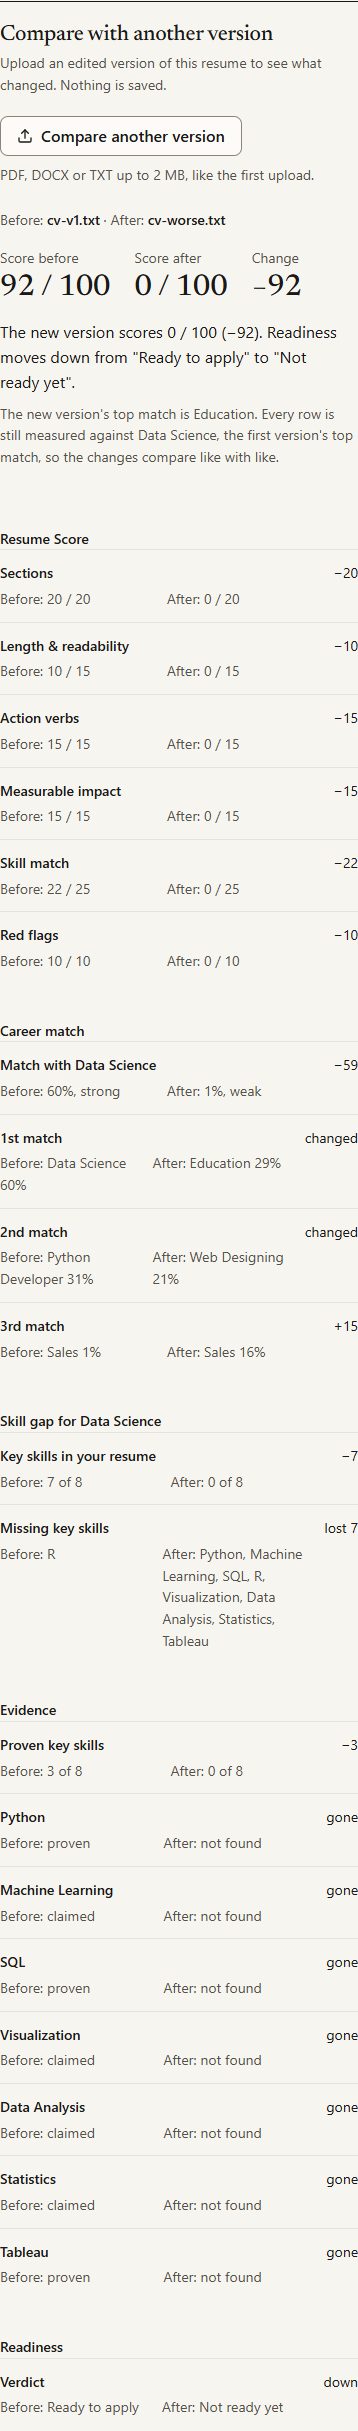 Compare with another version
Upload an edited version of this resume to see what
changed. Nothing is saved.
Compare another version
PDF, DOCX or TXT up to 2 MB, like the first upload.
Before: cv-v1.txt · After: cv-worse.txt
Score before Score after Change
92 / 100 0 / 100 −92
The new version scores 0 / 100 (−92). Readiness
moves down from "Ready to apply" to "Not
ready yet".
The new version's top match is Education. Every row is
still measured against Data Science, the first version's top
match, so the changes compare like with like.
Resume Score
Sections −20
Before: 20 / 20 After: 0 / 20
Length & readability −10
Before: 10 / 15 After: 0 / 15
Action verbs −15
Before: 15 / 15 After: 0 / 15
Measurable impact −15
Before: 15 / 15 After: 0 / 15
Skill match −22
Before: 22 / 25 After: 0 / 25
Red flags −10
Before: 10 / 10 After: 0 / 10
Career match
Match with Data Science −59
Before: 60%, strong After: 1%, weak
1st match changed
Before: Data Science After: Education 29%
60%
2nd match changed
Before: Python After: Web Designing
Developer 31% 21%
3rd match +15
Before: Sales 1% After: Sales 16%
Skill gap for Data Science
Key skills in your resume −7
Before: 7 of 8 After: 0 of 8
Missing key skills lost 7
Before: R After: Python, Machine
Learning, SQL, R,
Visualization, Data
Analysis, Statistics,
Tableau
Evidence
Proven key skills −3
Before: 3 of 8 After: 0 of 8
Python gone
Before: proven After: not found
Machine Learning gone
Before: claimed After: not found
SQL gone
Before: proven After: not found
Visualization gone
Before: claimed After: not found
Data Analysis gone
Before: claimed After: not found
Statistics gone
Before: claimed After: not found
Tableau gone
Before: proven After: not found
Readiness
Verdict down
Before: Ready to apply After: Not ready yet